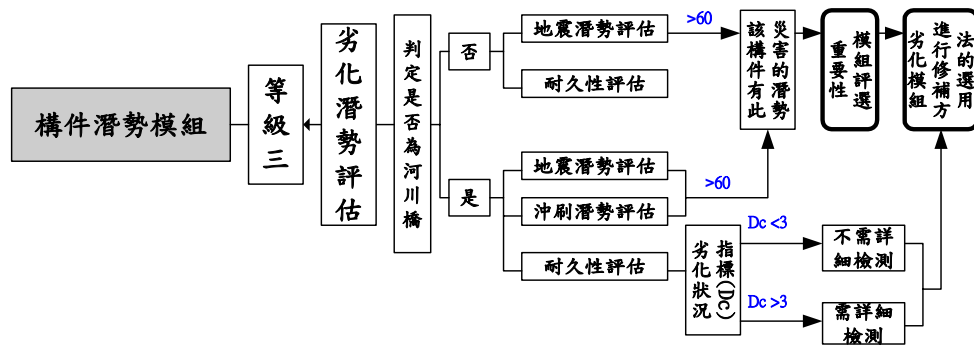 構件潛勢模組
等級三
劣化潛勢評估
判定是否為河川橋
否
地震潛勢評估
>60
耐久性評估
該構件有此
災害的潛勢
重要性
模組評選
劣化模組
進行修補方
法的選用
是
地震潛勢評估
沖刷潛勢評估
>60
耐久性評估
劣化狀況
指標(Dc)
Dc <3
不需詳
細檢測
Dc >3
需詳細
檢測